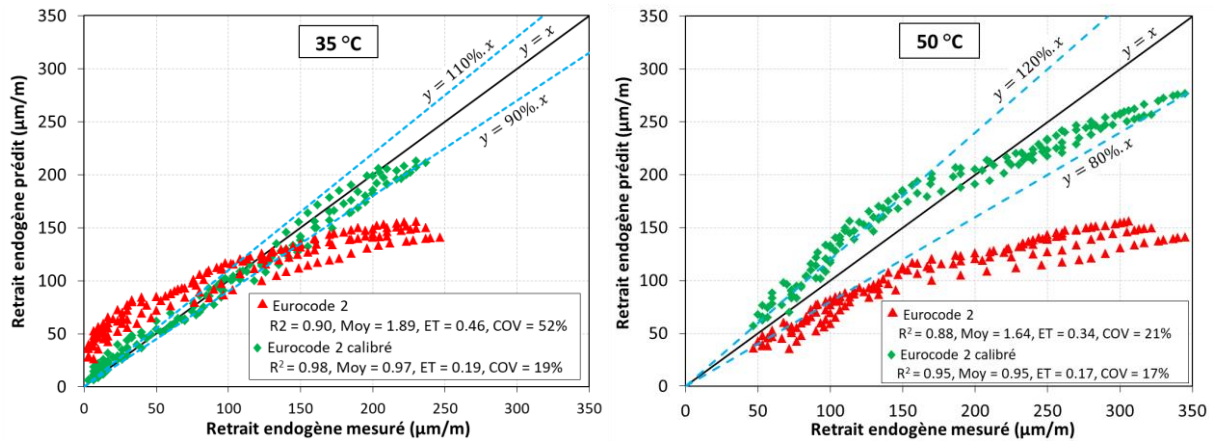 35 °C
y = 110%. x
y = x
y = 90%. x
Retrait endogène prédit (µm/m)
350
300
250
200
150
100
50
0
Eurocode 2
R2 = 0.90, Moy = 1.89, ET = 0.46, COV = 52%
Eurocode 2 calibré
R² = 0.98, Moy = 0.97, ET = 0.19, COV = 19%
0 50 100 150 200 250 300 350
Retrait endogène mesuré (µm/m)
50 °C
y = 120%. x
y = x
y = 80%. x
Retrait endogène prédit (µm/m)
350
300
250
200
150
100
50
0
Eurocode 2
R² = 0.88, Moy = 1.64, ET = 0.34, COV = 21%
Eurocode 2 calibré
R² = 0.95, Moy = 0.95, ET = 0.17, COV = 17%
0 50 100 150 200 250 300 350
Retrait endogène mesuré (µm/m)